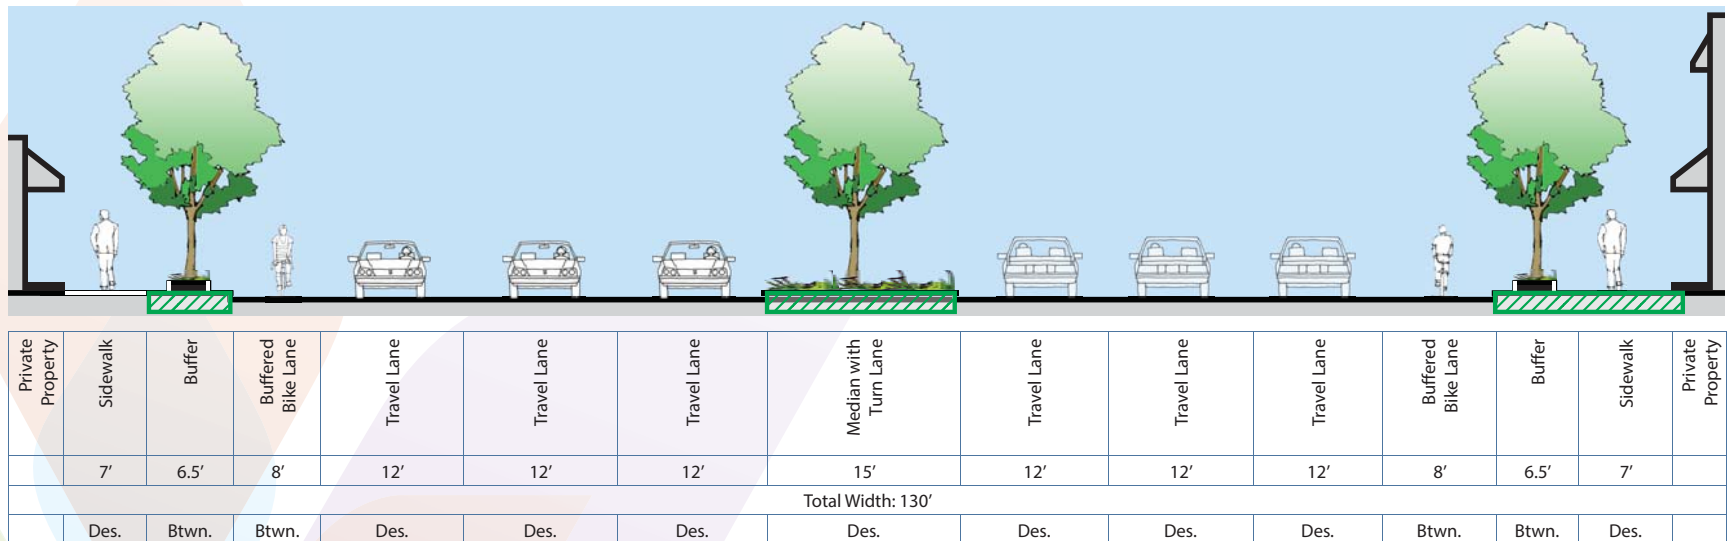 Private Property
Sidewalk
Buffer
Buffered Bike Lane
Travel Lane
Travel Lane
Travel Lane
Median with Turn Lane
Travel Lane
Travel Lane
Travel Lane
Buffered Bike Lane
Buffer
Sidewalk
Private Property
7’ 6.5’ 8’ 12’ 12’ 12’ 15’ 12’ 12’ 12’ 8’ 6.5’ 7’
Total Width: 130’
Des. Btwn. Btwn. Des. Des. Des. Des. Des. Des. Des. Btwn. Btwn. Des.